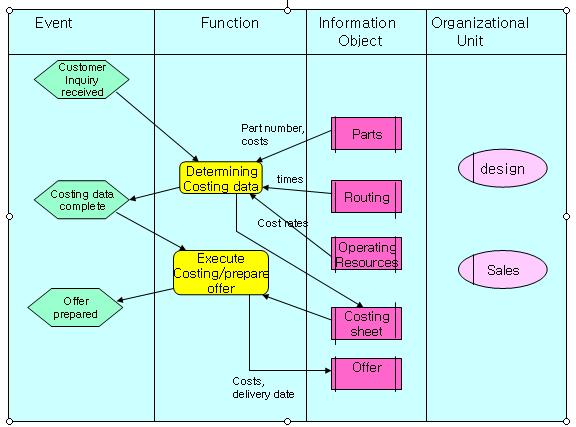 Event
Function
Information
Object
Organizational
Unit
Customer
Inquiry
received
Part number,
costs
Parts
Determining
Costing data
times
design
Costing data
complete
Routing
Cost rates
Operating
Resources
Execute
Costing/prepare
offer
Sales
Offer
prepared
Costing
sheet
Offer
Costs,
delivery date